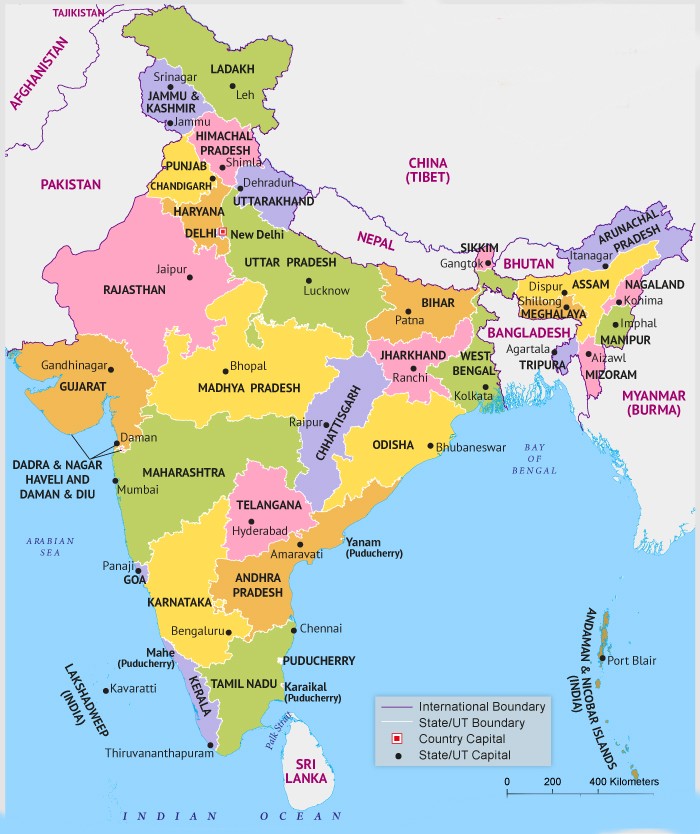 TAJIKISTAN
AFGHANISTAN
LADAKH
Srinagar
Leh
JAMMU &
KASHMIR
Jammu
HIMACHAL
PRADESH
Shimla
PUNJAB
CHANDIGARH
CHINA
(TIBET)
PAKISTAN
Dehradun
UTTARAKHAND
HARYANA
DELHI
New Delhi
NEPAL
SIKKIM
Gangtok
BHUTAN
ARUNACHAL
PRADESH
Itanagar
UTTAR PRADESH
Lucknow
Jaipur
RAJASTHAN
BIHAR
Patna
Dispur
ASSAM
NAGALAND
Shillong
MEGHALAYA
Kohima
Imphal
MANIPUR
BANGLADESH
Agartala
TRIPURA
Aizawl
MIZORAM
MYANMAR
(BURMA)
Gandhinagar
GUJARAT
Bhopal
MADHYA PRADESH
JHARKHAND
Ranchi
WEST
BENGAL
Kolkata
Raipur
CHHATTISGARH
ODISHA
Bhubaneswar
BAY
OF
BENGAL
Daman
DADRA & NAGAR
HAVELI AND
DAMAN & DIU
MAHARASHTRA
Mumbai
TELANGANA
Hyderabad
ARABIAN
SEA
Amaravati
Yanam
(Puducherry)
Panaji
GOA
ANDHRA
PRADESH
KARNATAKA
Bengaluru
Chennai
Mahe
(Puducherry)
PUDUCHERRY
KERALA
TAMIL NADU
Karaikal
(Puducherry)
LAKSHADWEEP
(INDIA)
Kavaratti
Thiruvananthapuram
Palk Strait
SRI
LANKA
ANDAMAN & NICOBAR ISLANDS
(INDIA)
Port Blair
International Boundary
State/UT Boundary
Country Capital
State/UT Capital
0 200 400 Kilometers
INDIAN OCEAN